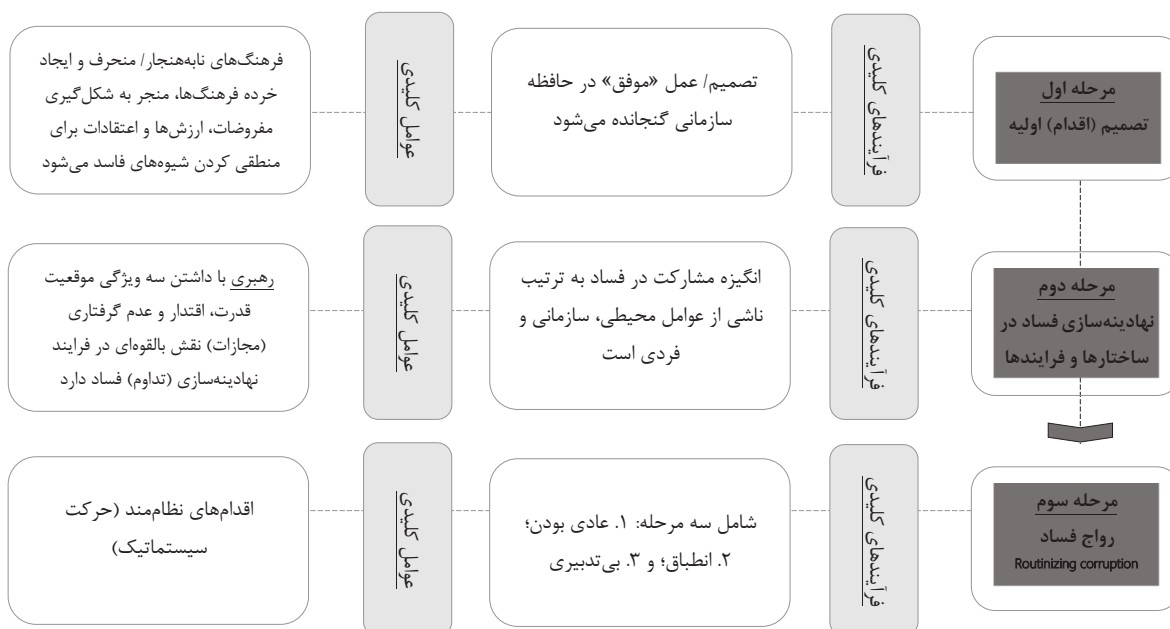 مرحله اول
تصمیم (اقدام) اولیه
فرآیندهای کلیدی
تصمیم/ عمل «موفق» در حافظه
سازمانی گنجانده می‌شود
عوامل کلیدی
فرهنگ‌های نابه‌هنجار/ منحرف و ایجاد
خرده فرهنگ‌ها، منجر به شکل‌گیری
مفروضات، ارزش‌ها و اعتقادات برای
منطقی کردن شیوه‌های فاسد می‌شود
مرحله دوم
نهادینه‌سازی فساد در
ساختارها و فرایندها
فرآیندهای کلیدی
انگیزه مشارکت در فساد به ترتیب
ناشی از عوامل محیطی، سازمانی و
فردی است
عوامل کلیدی
رهبری با داشتن سه ویژگی موقعیت
قدرت، اقتدار و عدم گرفتاری
(مجازات) نقش بالقوه‌ای در فرایند
نهادینه‌سازی (تداوم) فساد دارد
مرحله سوم
رواج فساد
Routinizing corruption
فرآیندهای کلیدی
شامل سه مرحله: ۱. عادی بودن؛
۲. انطباق؛ و ۳. بی‌تدبیری
عوامل کلیدی
اقدام‌های نظام‌مند (حرکت
سیستماتیک)